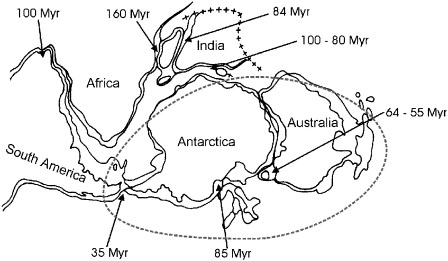 100 Myr
160 Myr
84 Myr
India
100 - 80 Myr
Africa
64 - 55 Myr
Antarctica
Australia
South America
35 Myr
85 Myr